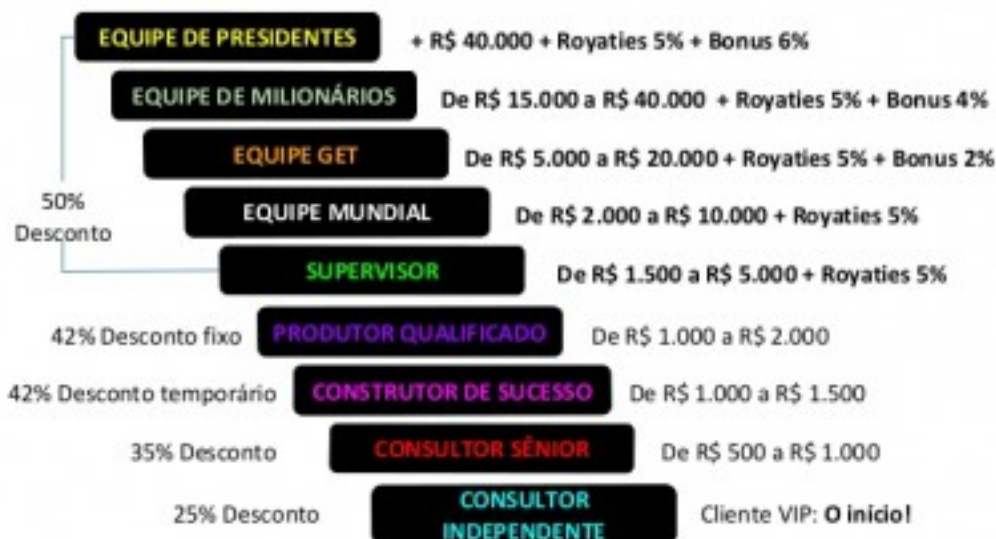 EQUIPE DE PRESIDENTES + R$ 40.000 + Royaties 5% + Bonus 6%
EQUIPE DE MILIONÁRIOS De R$ 15.000 a R$ 40.000 + Royaties 5% + Bonus 4%
EQUIPE GET De R$ 5.000 a R$ 20.000 + Royaties 5% + Bonus 2%
50%
Desconto
EQUIPE MUNDIAL De R$ 2.000 a R$ 10.000 + Royaties 5%
SUPERVISOR De R$ 1.500 a R$ 5.000 + Royaties 5%
42% Desconto fixo PRODUTOR QUALIFICADO De R$ 1.000 a R$ 2.000
42% Desconto temporário CONSTRUTOR DE SUCESSO De R$ 1.000 a R$ 1.500
35% Desconto CONSULTOR SÊNIOR De R$ 500 a R$ 1.000
25% Desconto CONSULTOR
INDEPENDENTE Cliente VIP: O inicio!